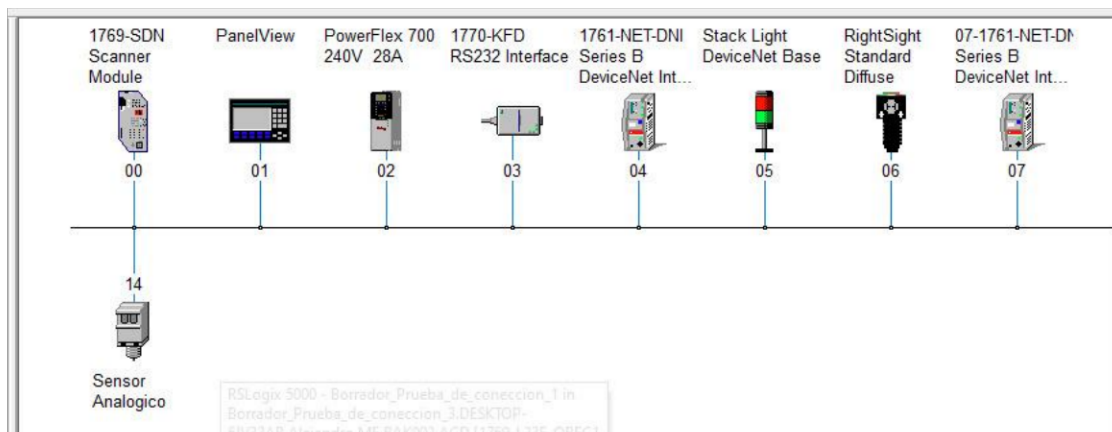 1769-SDN
Scanner
Module
PanelView
PowerFlex 700
240V 28A
1770-KFD
RS232 Interface
1761-NET-DNI
Series B
DeviceNet Int...
Stack Light
DeviceNet Base
RightSight
Standard
Diffuse
07-1761-NET-DN
Series B
DeviceNet Int...
00
01
02
03
04
05
06
07
14
Sensor
Analogico
RSLogix 5000 - Borrador_Prueba_de_coneccion_1 in
Borrador_Prueba_de_coneccion_3.DESKTOP-